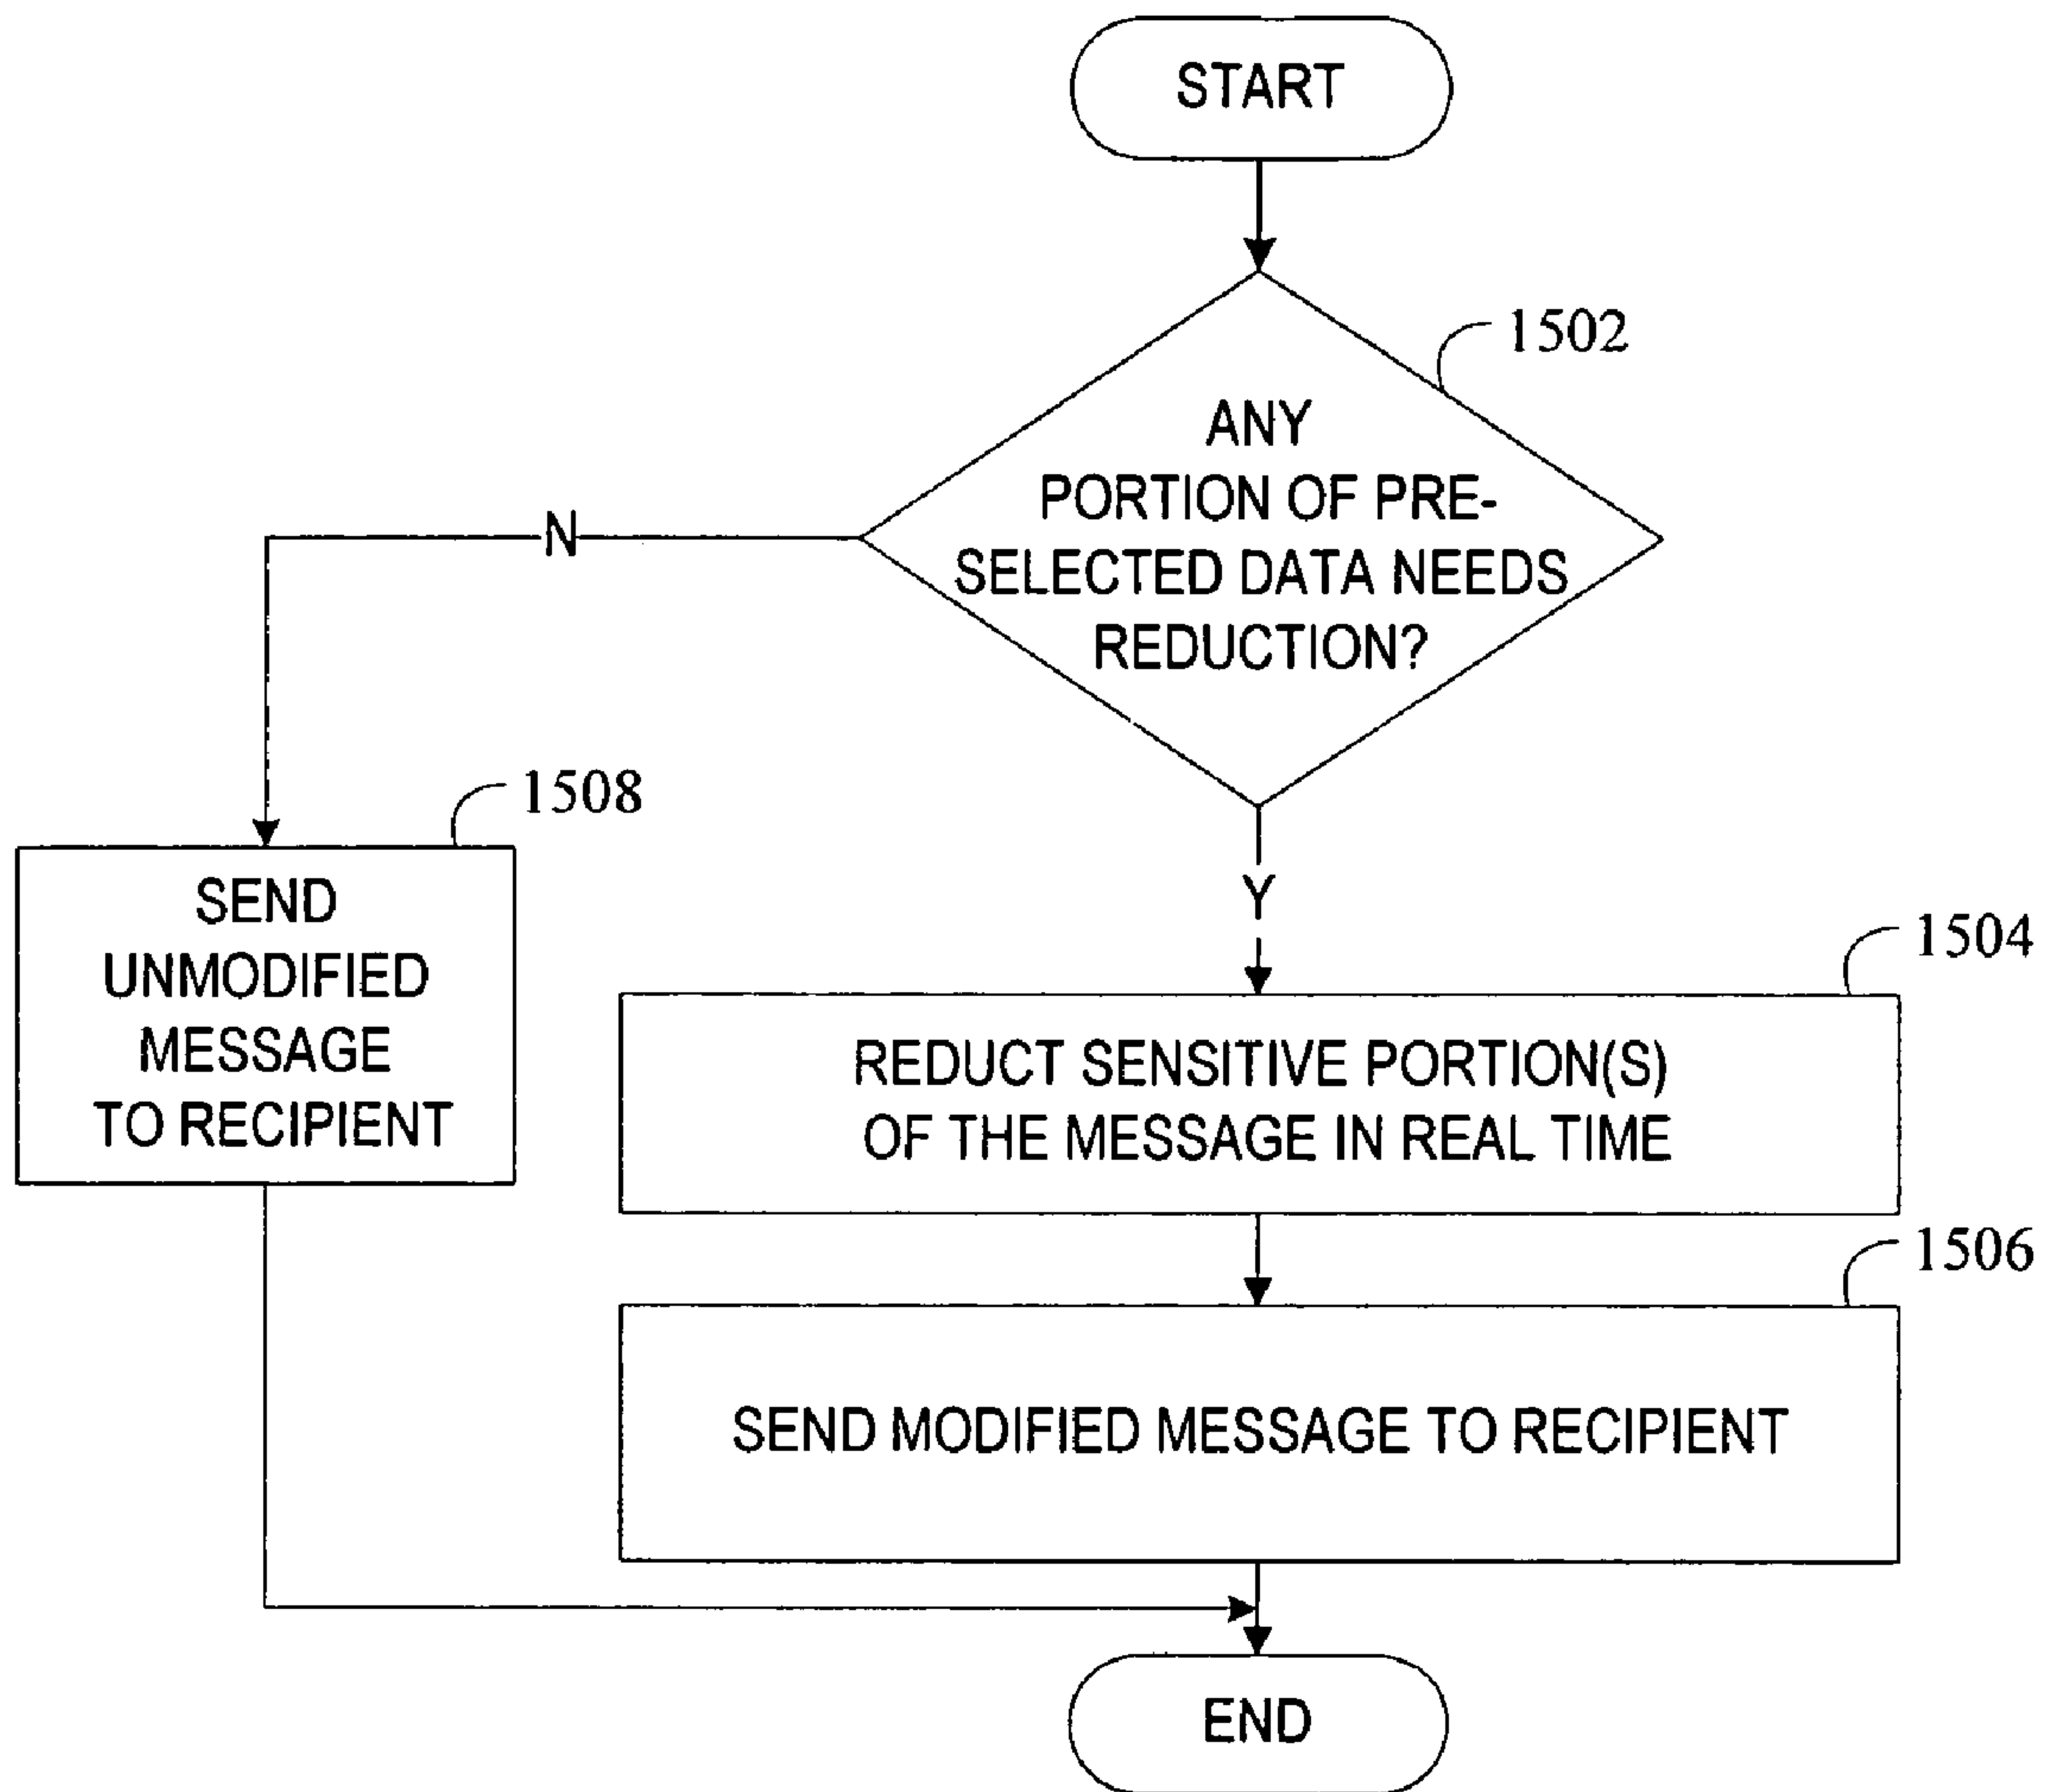 START
1502
ANY
PORTION OF PRE-
SELECTED DATA NEEDS
REDUCTION?
N
1508
SEND
UNMODIFIED
MESSAGE
TO RECIPIENT
Y
1504
REDUCT SENSITIVE PORTION(S)
OF THE MESSAGE IN REAL TIME
1506
SEND MODIFIED MESSAGE TO RECIPIENT
END